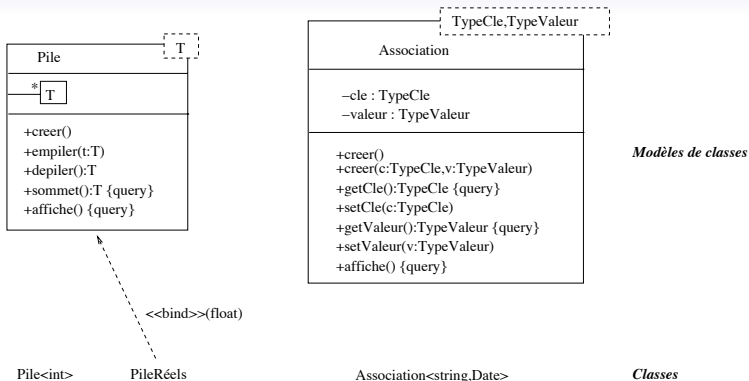 T
Pile
*
T
+creer()
+empiler(t:T)
+depiler():T
+sommet():T {query}
+affiche() {query}
<<bind>>(float)
TypeCle,TypeValeur
Association
–cle : TypeCle
–valeur : TypeValeur
+creer()
+creer(c:TypeCle,v:TypeValeur)
+getCle():TypeCle {query}
+setCle(c:TypeCle)
+getValeur():TypeValeur {query}
+setValeur(v:TypeValeur)
+affiche() {query}
Modèles de classes
Pile<int> PileRéels Association<string,Date> Classes